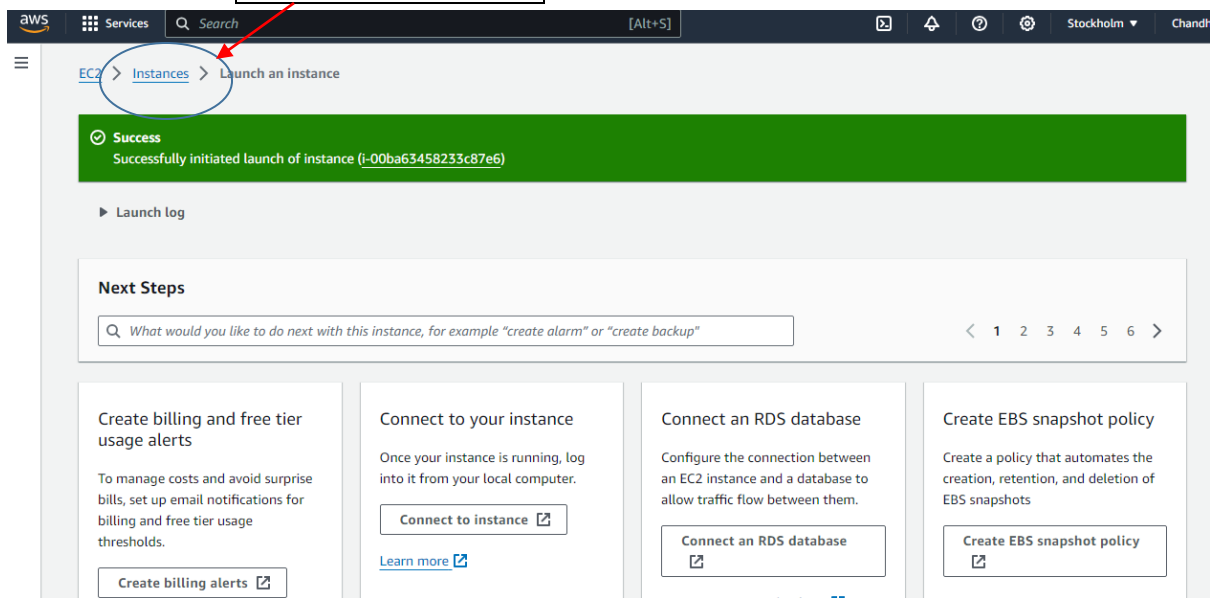 aws Services Search [Alt+S] Stockholm Chandh
EC2 > Instances > Launch an instance
Success
Successfully initiated launch of instance (i-00ba63458233c87e6)
Launch log
Next Steps
What would you like to do next with this instance, for example “create alarm” or “create backup”
1 2 3 4 5 6
Create billing and free tier
usage alerts
To manage costs and avoid surprise
bills, set up email notifications for
billing and free tier usage
thresholds.
Create billing alerts
Connect to your instance
Once your instance is running, log
into it from your local computer.
Connect to instance
Learn more
Connect an RDS database
Configure the connection between
an EC2 instance and a database to
allow traffic flow between them.
Connect an RDS database
Create EBS snapshot policy
Create a policy that automates the
creation, retention, and deletion of
EBS snapshots
Create EBS snapshot policy